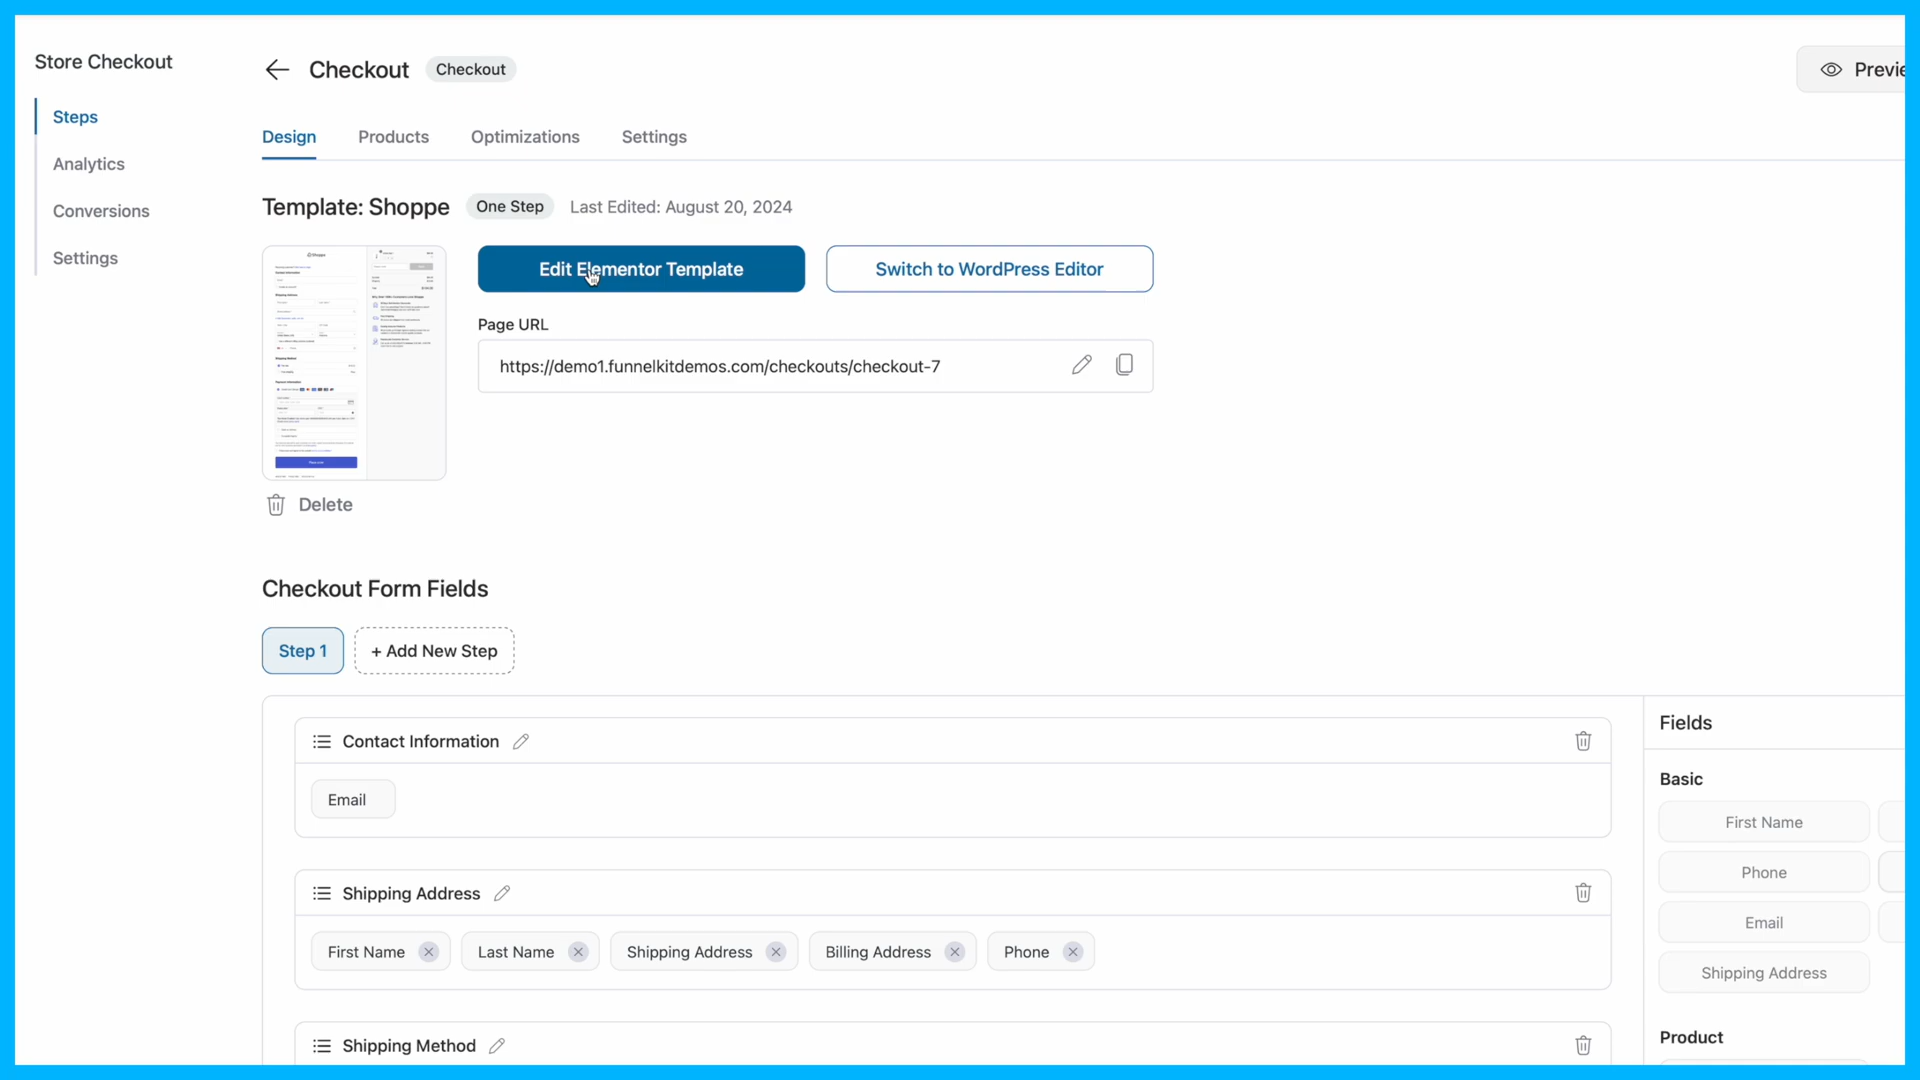 Store Checkout
Steps
Analytics
Conversions
Settings
Checkout Checkout
Previe
Design Products Optimizations Settings
Template: Shoppe One Step Last Edited: August 20, 2024
Edit Elementor Template Switch to WordPress Editor
Page URL
https://demo1.funnelkitdemos.com/checkouts/checkout-7
Delete
Checkout Form Fields
Step 1 + Add New Step
Contact Information
Email
Shipping Address
First Name Last Name Shipping Address Billing Address Phone
Shipping Method
Fields
Basic
First Name
Phone
Email
Shipping Address
Product